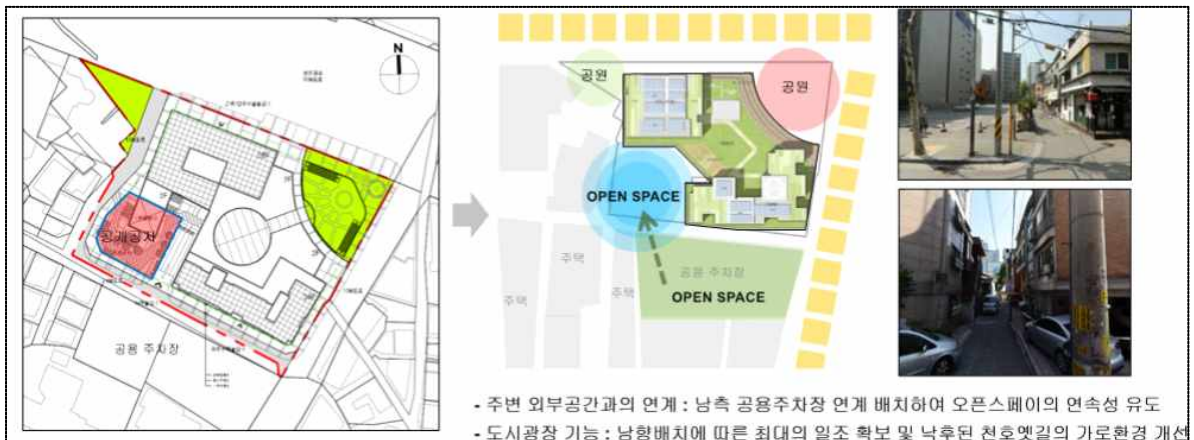 N
공개공지
공용 주차장
공원
공원
OPEN SPACE
주택
주택
주택
공용 주차장
OPEN SPACE
- 주변 외부공간과의 연계 : 남측 공용주차장 연계 배치하여 오픈스페이의 연속성 유도
- 도시광장 기능 : 남향배치에 따른 최대의 일조 확보 및 낙후된 천호옛길의 가로환경 개선